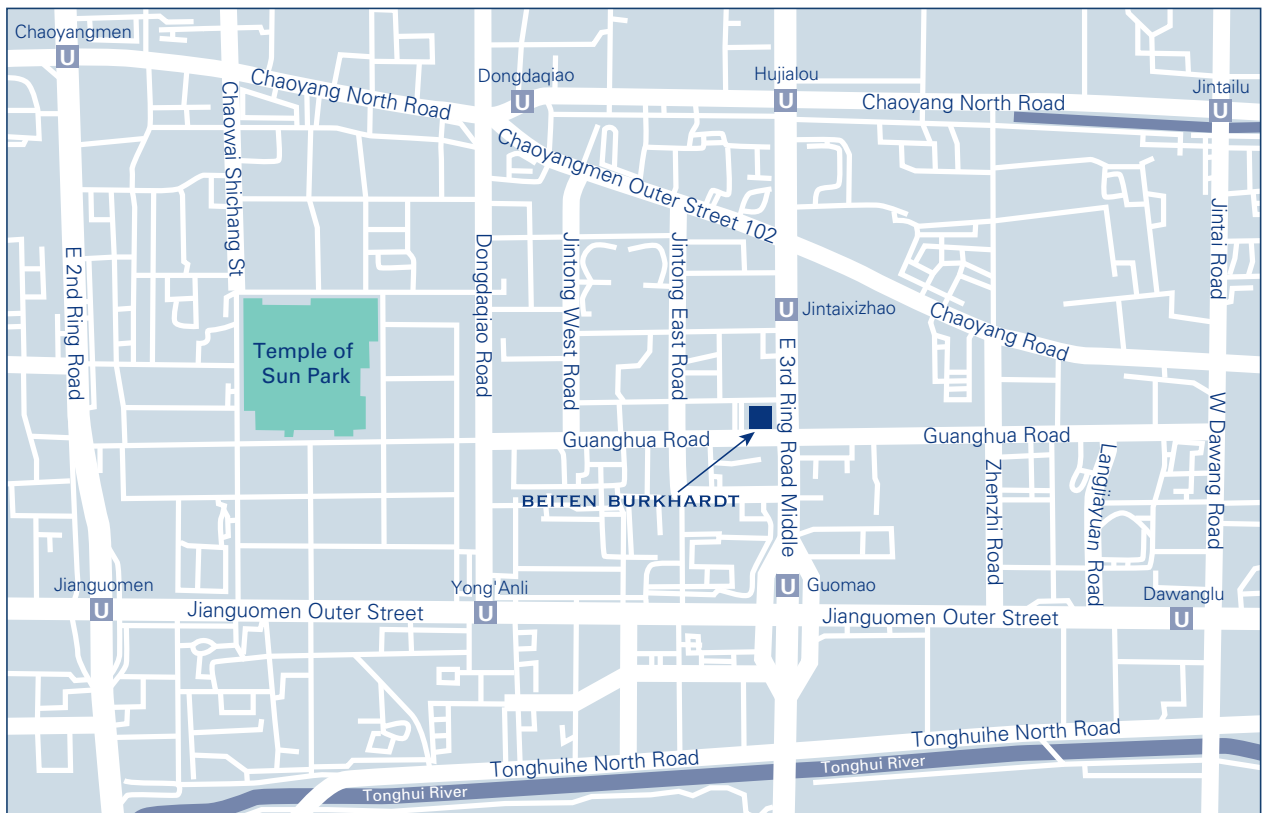 Chaoyangmen
U
Chaoyang North Road
Dongdaqiao
U
Hujialou
U
Chaoyang North Road
Jintailu
U
Chaowai Shichang St
Chaoyangmen Outer Street 102
E 2nd Ring Road
Dongdaqiao Road
Jintong West Road
Jintong East Road
Jintai Road
U
Jintaixizhao
Chaoyang Road
Temple of
Sun Park
E 3rd Ring Road Middle
W Dawang Road
Guanghua Road
Guanghua Road
BEITEN BURKHARDT
Zhenzhi Road
Langjiayuan Road
Jianguomen
U
Jianguomen Outer Street
Yong'Anli
U
U
Guomao
Jianguomen Outer Street
Dawanglu
U
Tonghuihe North Road
Tonghuihe North Road
Tonghui River
Tonghui River